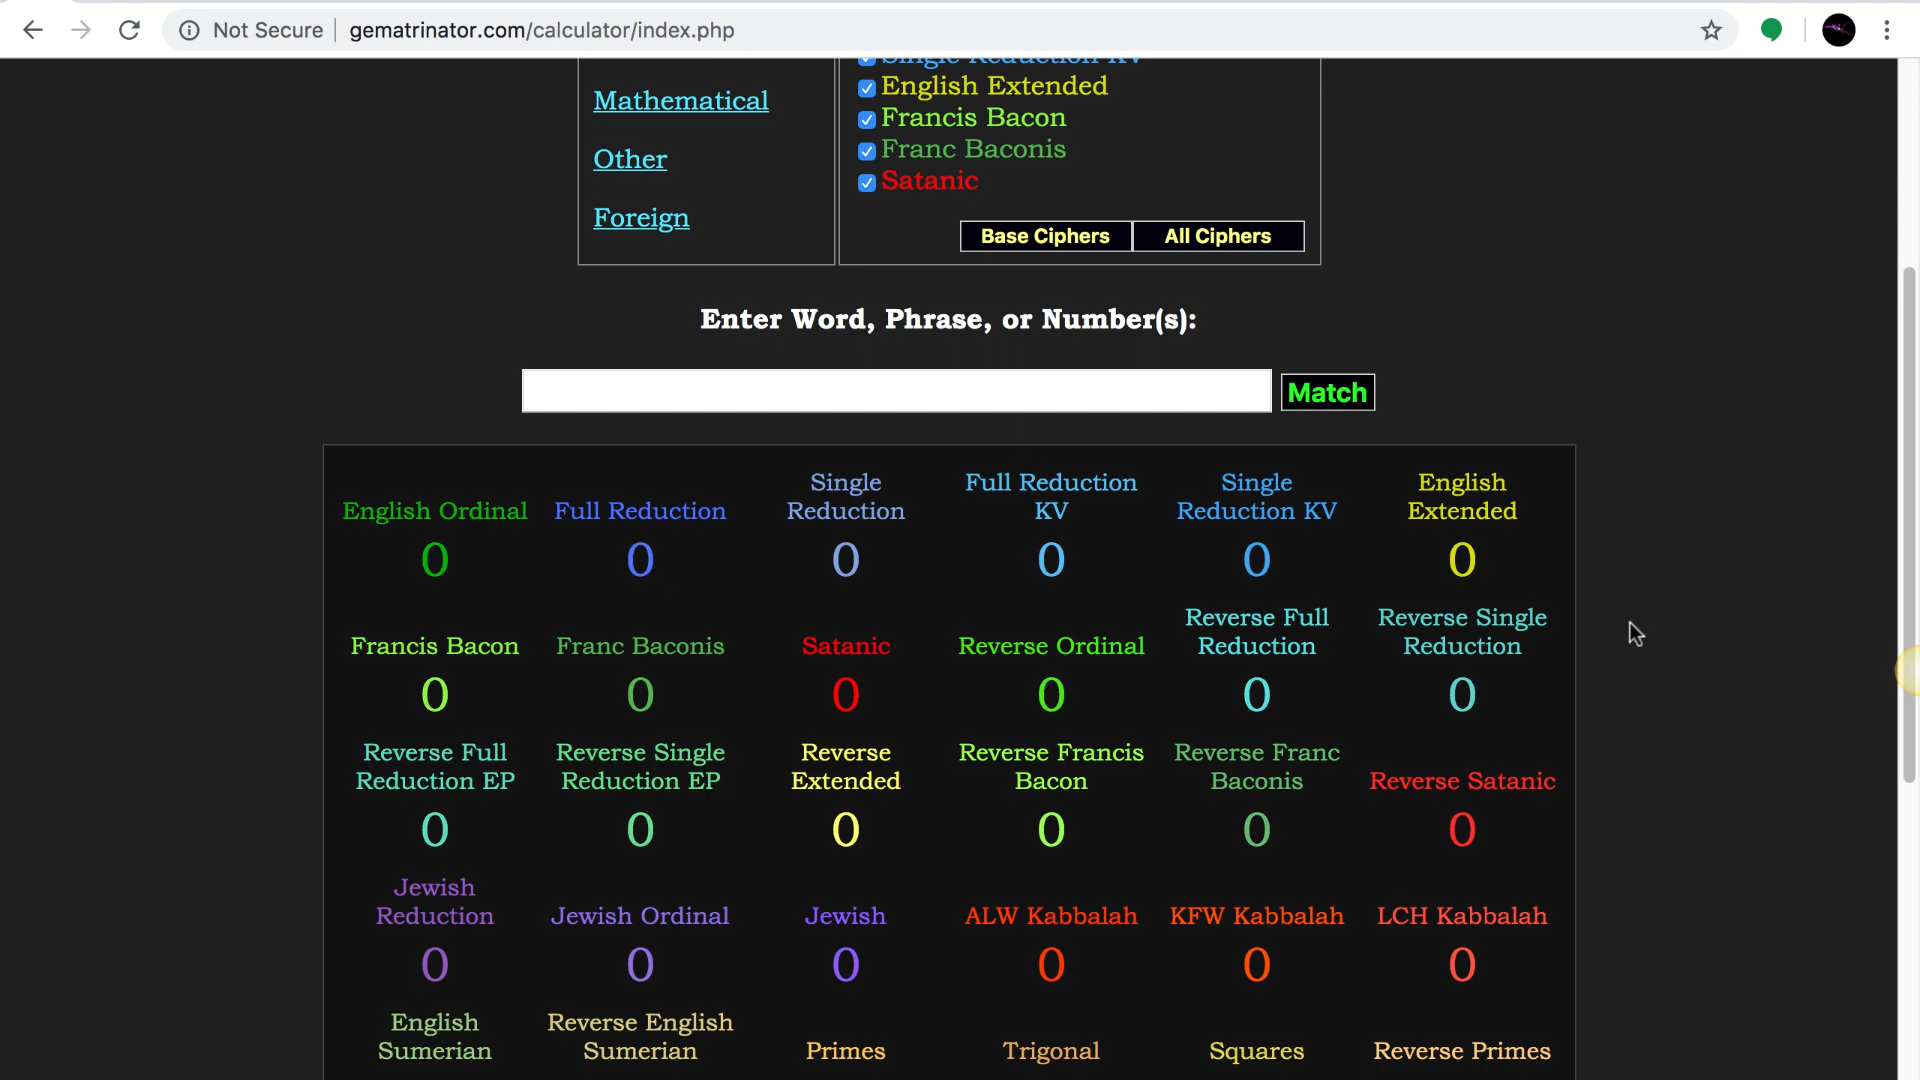 Not Secure | gematrinator.com/calculator/index.php
Single Reduction KV
Mathematical
English Extended
Francis Bacon
Other
Franc Baconis
Satanic
Foreign
Base Ciphers All Ciphers
Enter Word, Phrase, or Number(s):
Match
English Ordinal Full Reduction Single Reduction Full Reduction KV Single Reduction KV English Extended
0 0 0 0 0 0
Francis Bacon Franc Baconis Satanic Reverse Ordinal Reverse Full Reduction Reverse Single Reduction
0 0 0 0 0 0
Reverse Full Reduction EP Reverse Single Reduction EP Reverse Extended Reverse Francis Bacon Reverse Franc Baconis Reverse Satanic
0 0 0 0 0 0
Jewish Reduction Jewish Ordinal Jewish ALW Kabbalah KFW Kabbalah LCH Kabbalah
0 0 0 0 0 0
English Sumerian Reverse English Sumerian Primes Trigonal Squares Reverse Primes